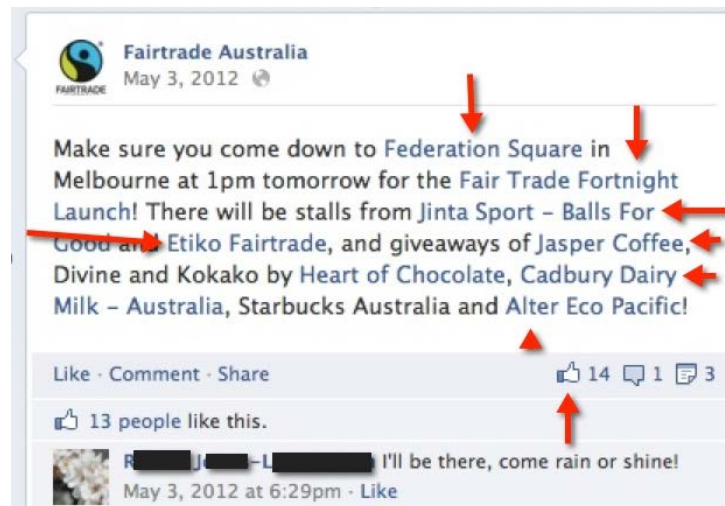 Fairtrade Australia
May 3, 2012
FAIRTRADE
Make sure you come down to Federation Square in
Melbourne at 1pm tomorrow for the Fair Trade Fortnight
Launch! There will be stalls from Jinta Sport – Balls For
Good and Etiko Fairtrade, and giveaways of Jasper Coffee,
Divine and Kokako by Heart of Chocolate, Cadbury Dairy
Milk – Australia, Starbucks Australia and Alter Eco Pacific!
Like · Comment · Share 14 1 3
13 people like this.
I'll be there, come rain or shine!
May 3, 2012 at 6:29pm · Like